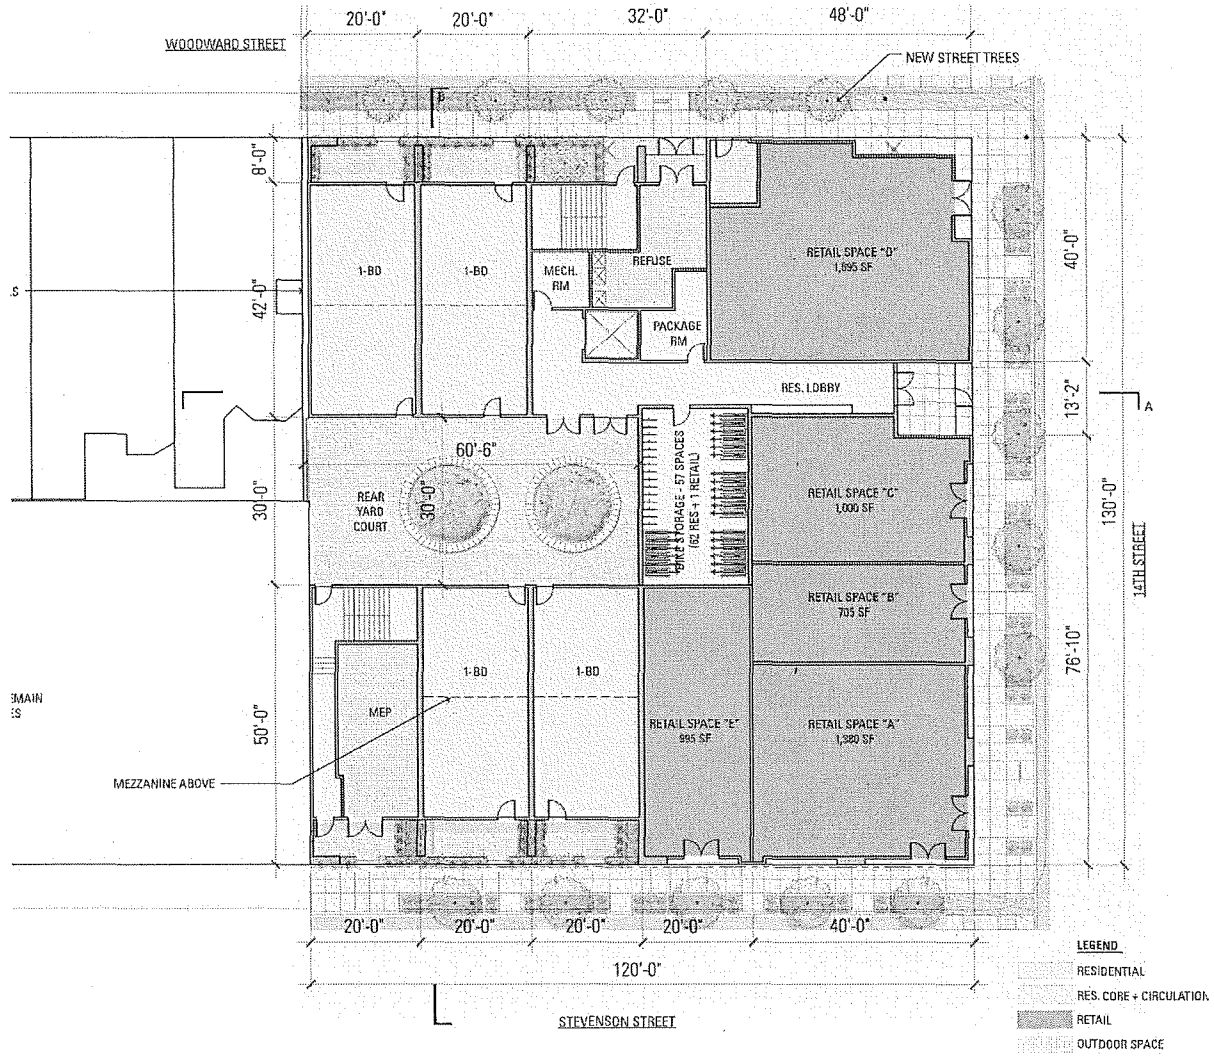 20'-0"
20'-0"
32'-0"
48'-0"
WOODWARD STREET
NEW STREET TREES
B
8'-0"
42'-0"
30'-0"
50'-0"
1-BD
1-BD
MECH.
RM
REFUSE
PACKAGE
RM
RETAIL SPACE "D"
1,695 SF
RES. LOBBY
40'-0"
13'-2"
A
130'-0"
14TH STREET
76'-10"
60'-6"
30'-0"
REAR
YARD
COURT
BIKE STORAGE - 57 SPACES
(62 RES + 1 RETAIL)
RETAIL SPACE "C"
1,000 SF
RETAIL SPACE "B"
705 SF
1-BD
1-BD
MEP
RETAIL SPACE "E"
995 SF
RETAIL SPACE "A"
1,380 SF
MEZZANINE ABOVE
20'-0"
20'-0"
20'-0"
20'-0"
40'-0"
120'-0"
STEVENSON STREET
LEGEND
RESIDENTIAL
RES. CORE + CIRCULATION
RETAIL
OUTDOOR SPACE